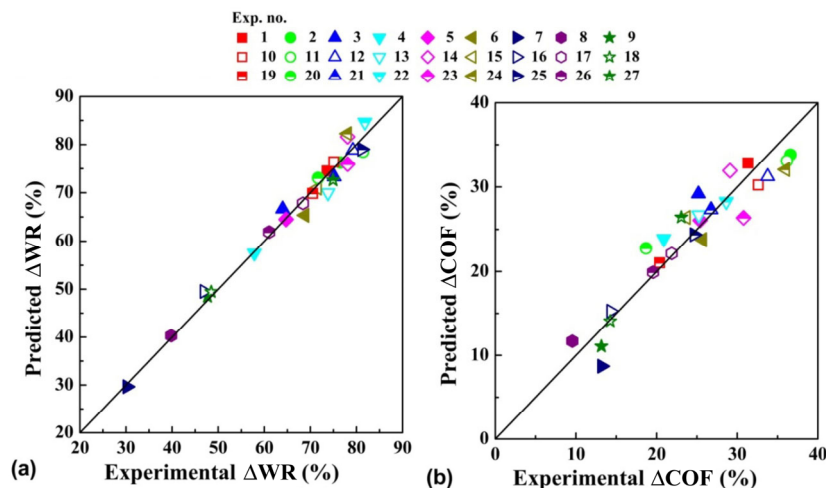 Exp. no.
1 2 3 4 5 6 7 8 9
10 11 12 13 14 15 16 17 18
19 20 21 22 23 24 25 26 27
90
80
70
60
50
40
30
20
Predicted ΔWR (%)
20 30 40 50 60 70 80 90
(a) Experimental ΔWR (%)
40
30
20
10
0
Predicted ΔCOF (%)
0 10 20 30 40
(b) Experimental ΔCOF (%)